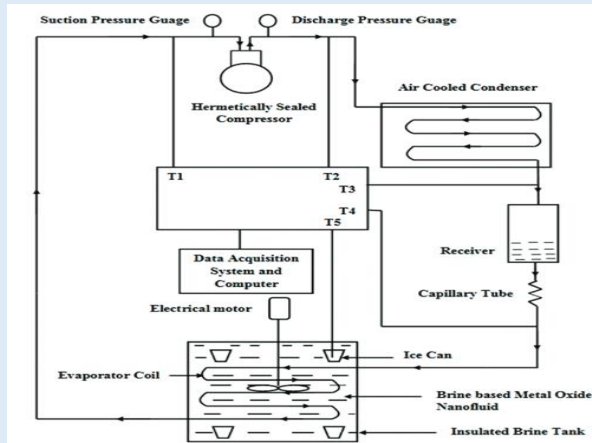 Suction Pressure Guage
Discharge Pressure Guage
Air Cooled Condenser
Hermetically Sealed
Compressor
T1
T2
T3
T4
T5
Receiver
Data Acquisition
System and
Computer
Capillary Tube
Electrical motor
Ice Can
Evaporator Coil
Brine based Metal Oxide
Nanofluid
Insulated Brine Tank